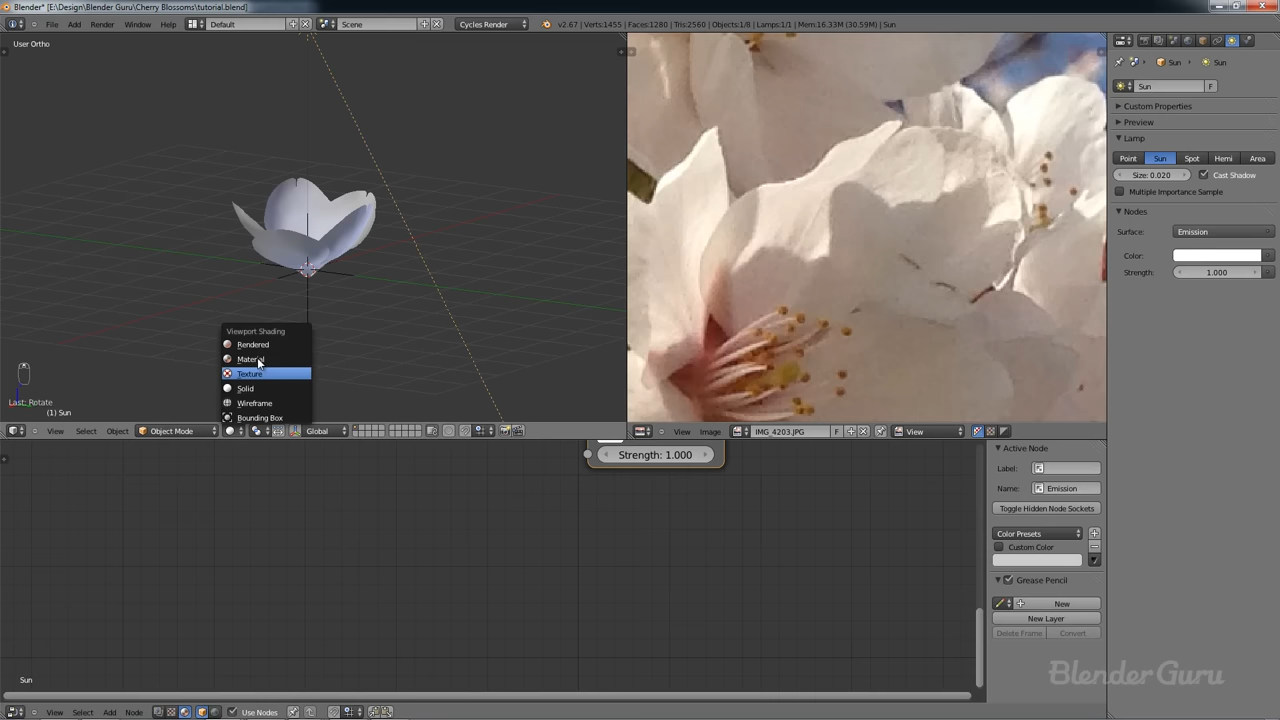 Blender* [E:\Design\Blender Guru\Cherry Blossoms\tutorial.blend]
File Add Render Window Help Default Scene Cycles Render v2.67 | Verts:1455 | Faces:1280 | Tris:2560 | Objects:1/8 | Lamps:1/1 | Mem:16.33M (30.59M) | Sun
User Ortho
Sun Sun
Sun F
Custom Properties
Preview
Lamp
Point Sun Spot Hemi Area
Size: 0.020 Cast Shadow
Multiple Importance Sample
Nodes
Surface: Emission
Color:
Strength: 1.000
Viewport Shading
Rendered
Material
Texture
Solid
Wireframe
Bounding Box
Last: Rotate
(1) Sun
View Select Object Object Mode Global
View Image IMG_4203.JPG F View
Strength: 1.000
Active Node
Label:
Name: Emission
Toggle Hidden Node Sockets
Color Presets
Custom Color
Grease Pencil
New
New Layer
Delete Frame Convert
BlenderGuru
Sun
View Select Add Node Use Nodes